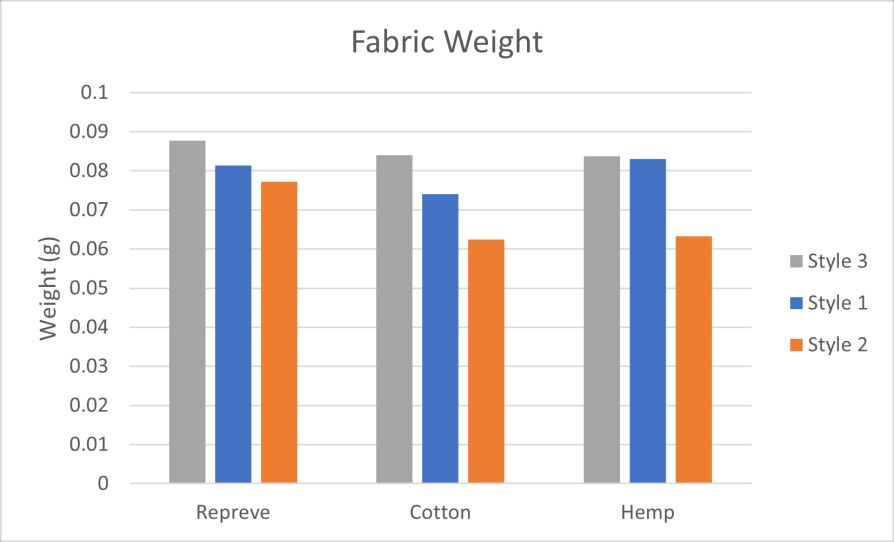 Fabric Weight
0.1
0.09
0.08
0.07
0.06
0.05
0.04
0.03
0.02
0.01
0
Weight (g)
Repreve Cotton Hemp
Style 3
Style 1
Style 2